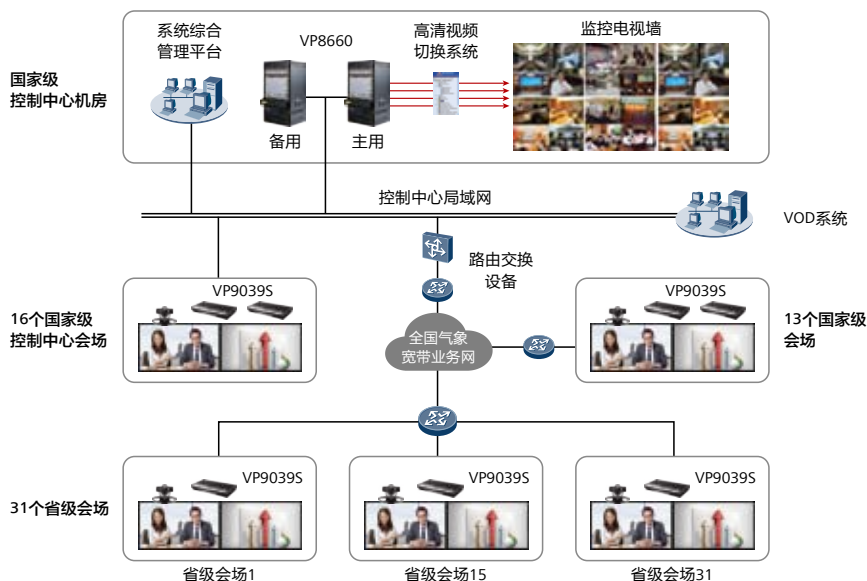 系统综合
管理平台
VP8660
高清视频
切换系统
监控电视墙
国家级
控制中心机房
备用
主用
控制中心局域网
VOD系统
路由交换
设备
VP9039S
VP9039S
16个国家级
控制中心会场
全国气象
宽带业务网
13个国家级
会场
VP9039S
VP9039S
VP9039S
31个省级会场
省级会场1
省级会场15
省级会场31